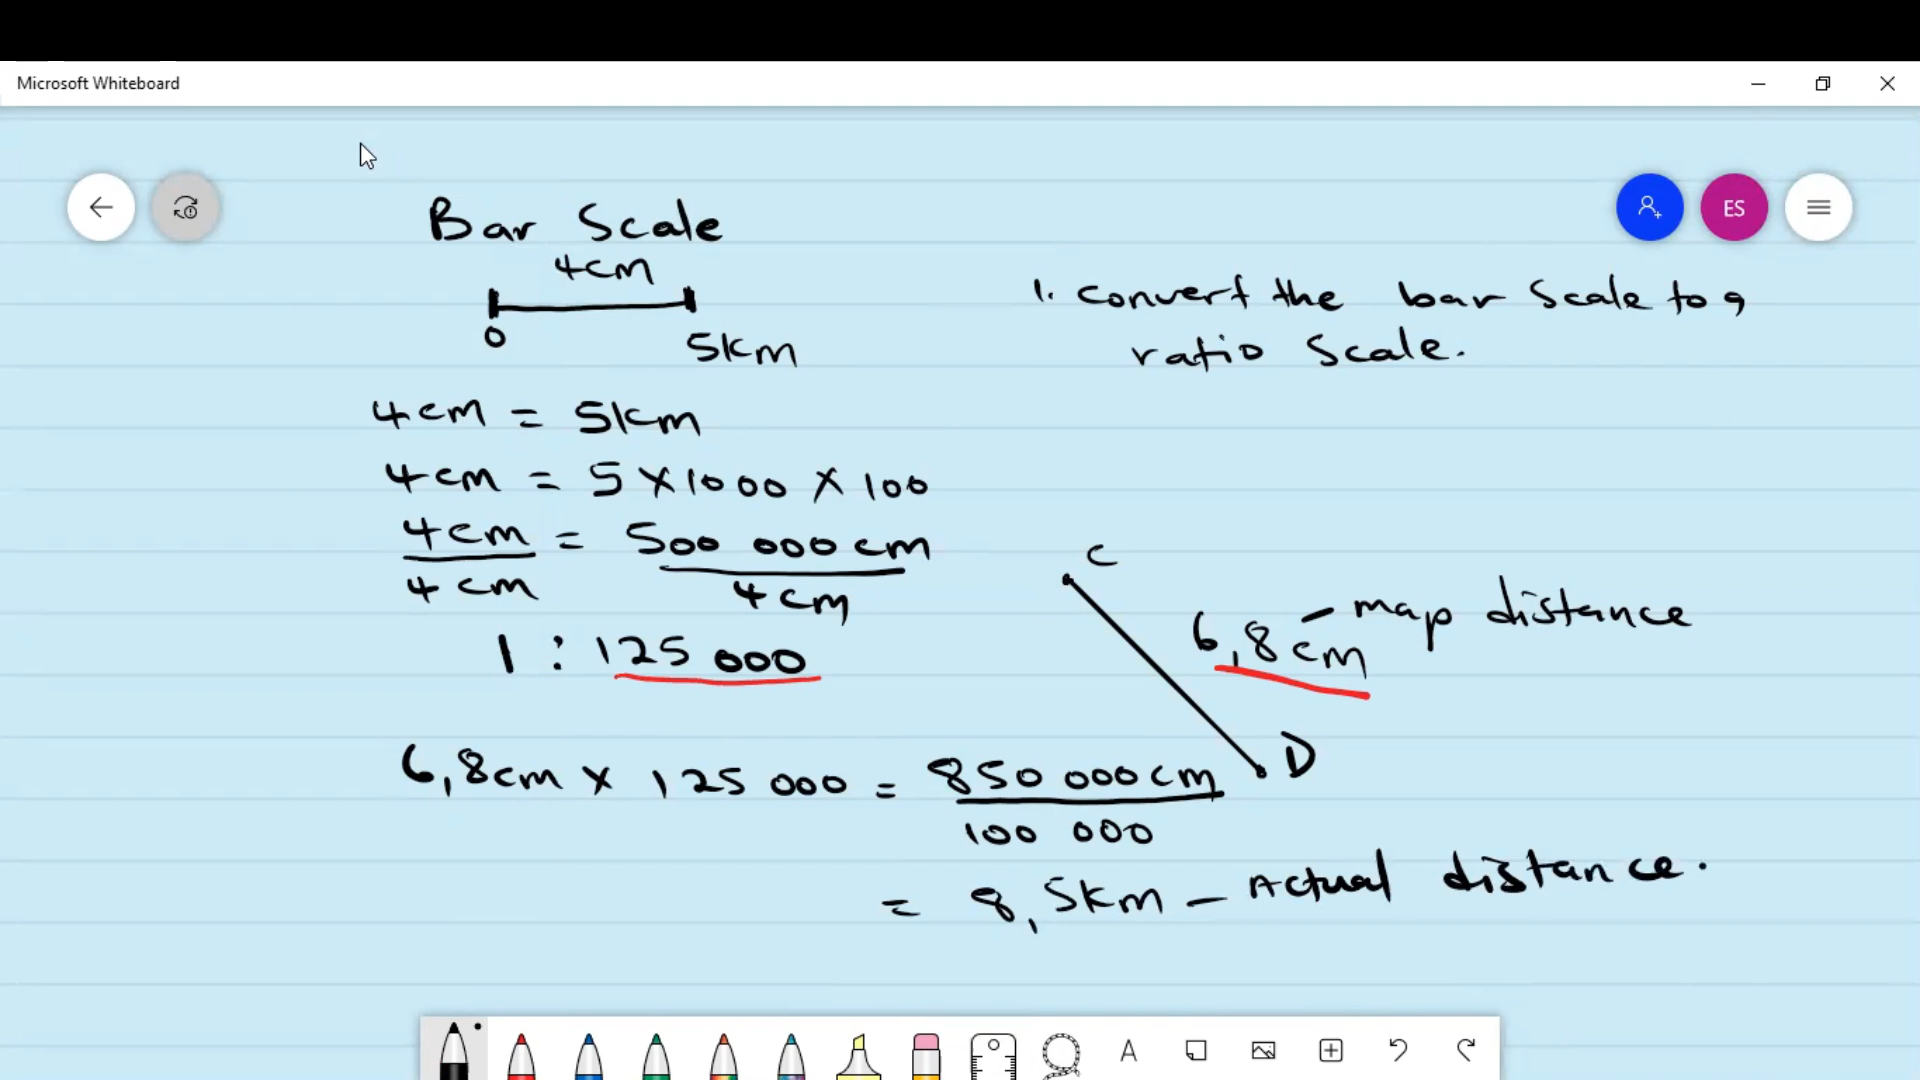 Microsoft Whiteboard
ES
Bar Scale
4cm
0
5km
1. Convert the bar scale to a
ratio scale.
4cm = 5km
4cm = 5 X 1000 X 100
4cm = 500 000 cm
4 cm 4 cm
1 : 125 000
C
6,8cm – map distance
D
6,8cm x 125 000 = 850 000 cm
100 000
= 8,5km – Actual distance.
A